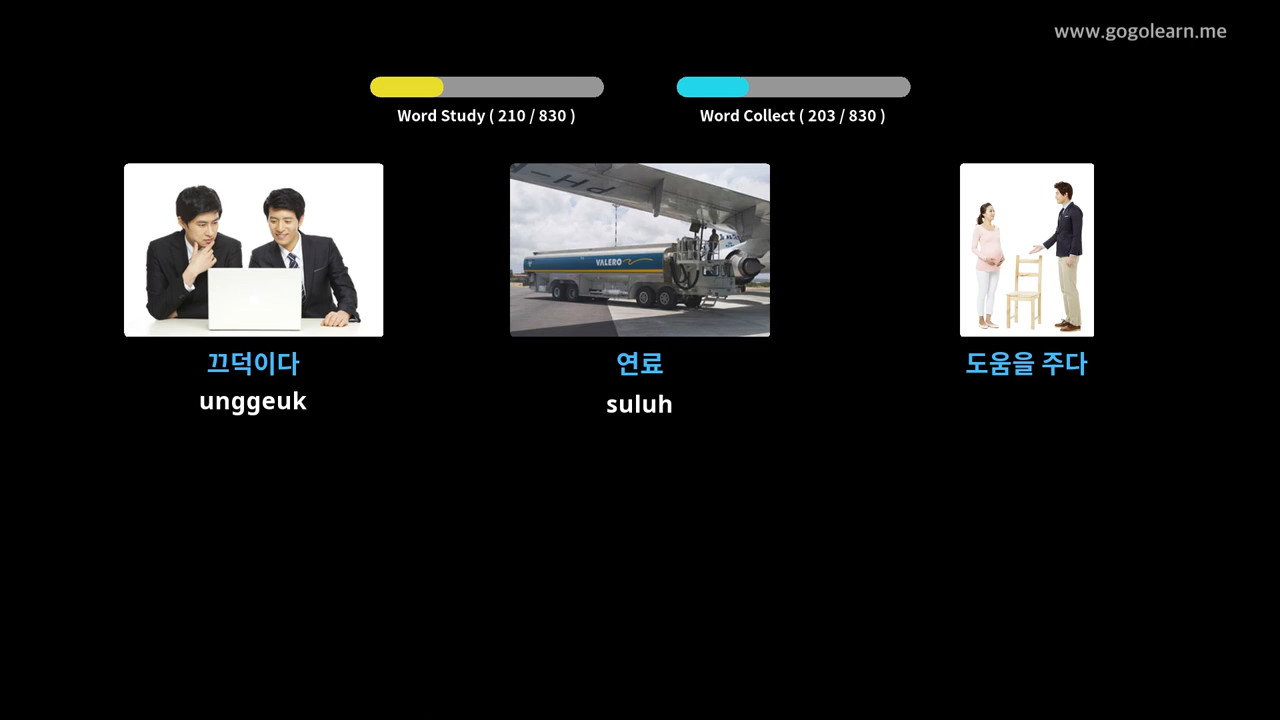 www.gogolearn.me
Word Study ( 210 / 830 )
Word Collect ( 203 / 830 )
VALERO
끄덕이다
연료
도움을 주다
unggeuk
suluh